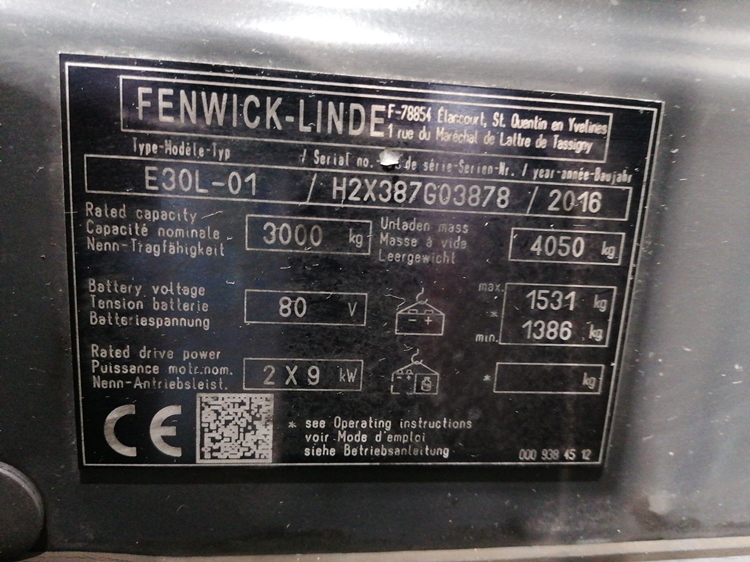 FENWICK-LINDE F-78854 Élancourt, St. Quentin en Yvelines
1 rue du Maréchal de Lattre de Tassigny
Type-Modèle-Typ / Serial no. de série-Serien-Nr. / year-année-Baujahr
E30L-01 / H2X387G03878 / 2016
Rated capacity
Capacité nominale
Nenn-Tragfähigkeit
3000 kg
Unladen mass
Masse à vide
Leergewicht
4050 kg
Battery voltage
Tension batterie
Batteriespannung
80 V
max. 1531 kg
*
min. 1386 kg
Rated drive power
Puissance motr.nom.
Nenn-Antriebsleist.
2 X 9 kW
* kg
CE
* see Operating instructions
voir Mode d'emploi
siehe Betriebsanleitung
000 938 45 12